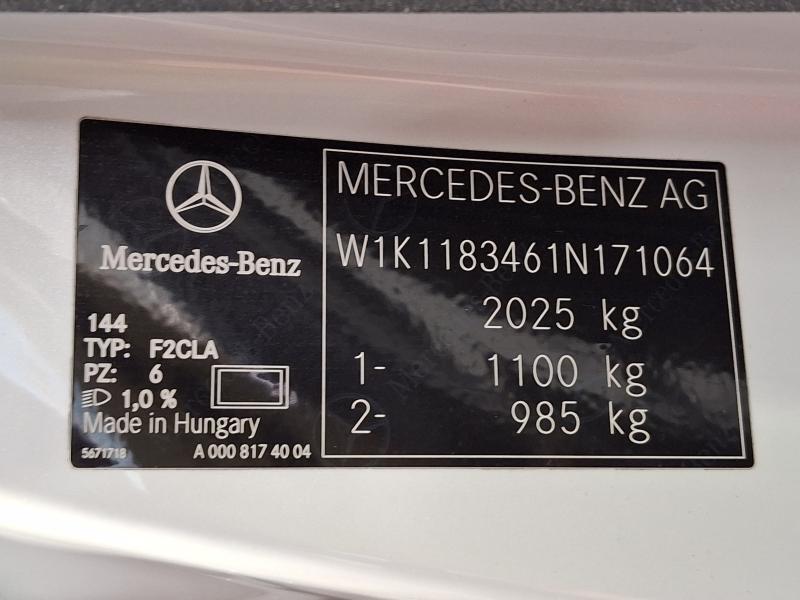 Mercedes-Benz
144
TYP: F2CLA
PZ: 6
1,0 %
Made in Hungary
5671718
A 000 817 40 04
MERCEDES-BENZ AG
W1K1183461N171064
2025 kg
1- 1100 kg
2- 985 kg